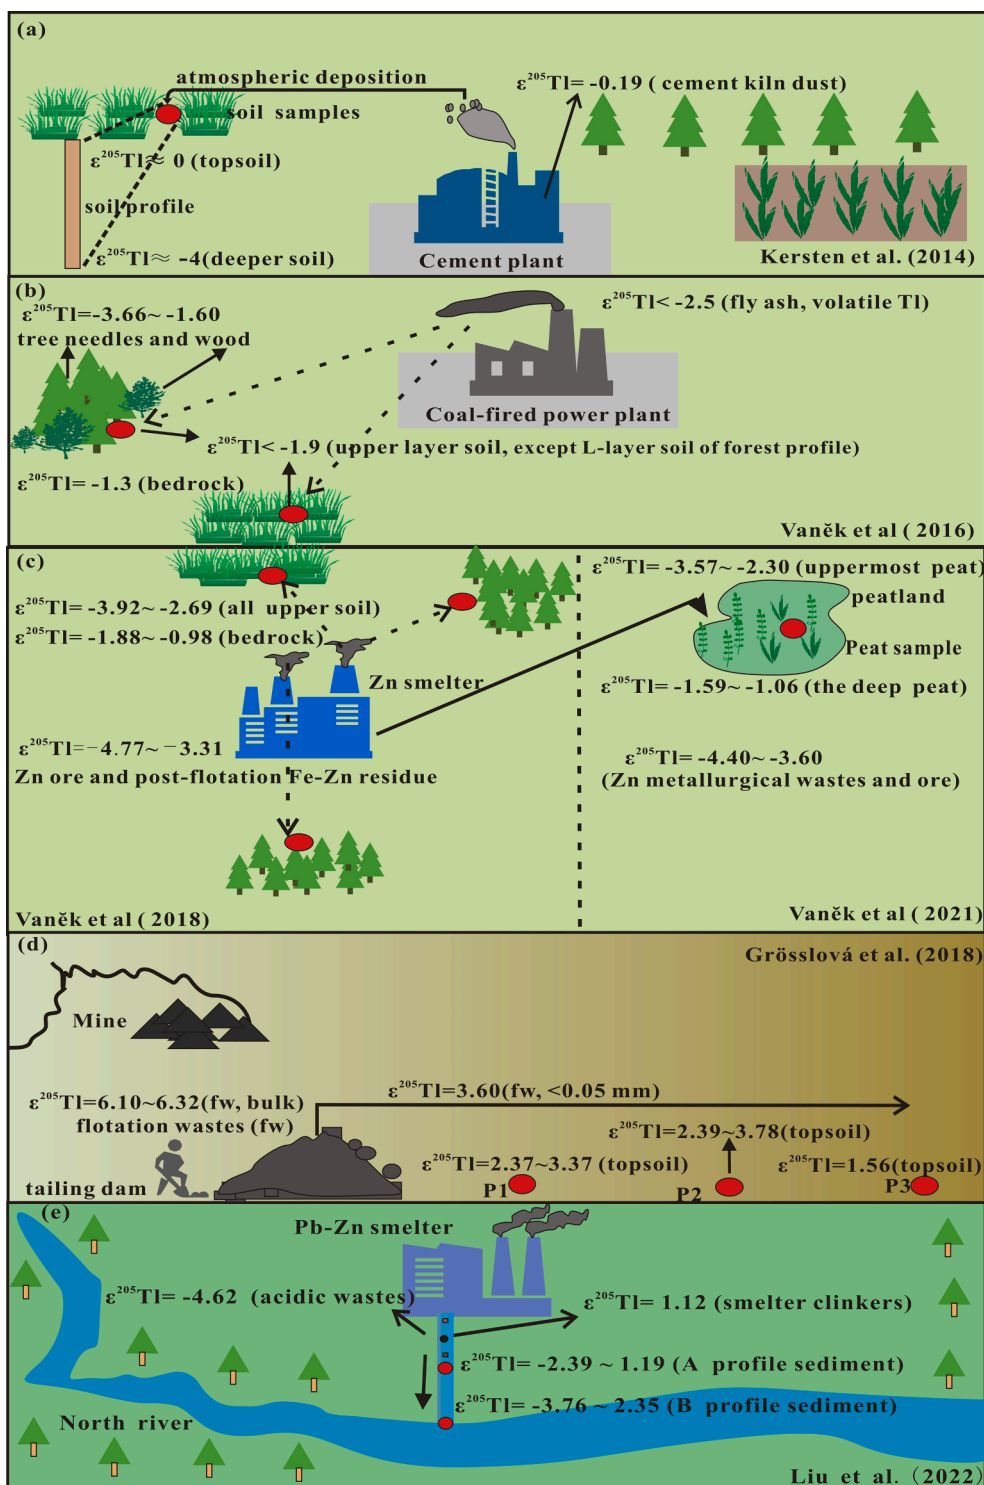 (a)
atmospheric deposition
ε²⁰⁵Tl= -0.19 ( cement kiln dust)
soil samples
ε²⁰⁵Tl≈ 0 (topsoil)
soil profile
ε²⁰⁵Tl≈ -4(deeper soil)
Cement plant
Kersten et al. (2014)
(b)
ε²⁰⁵Tl=-3.66~ -1.60
tree needles and wood
ε²⁰⁵Tl< -2.5 (fly ash, volatile Tl)
Coal-fired power plant
ε²⁰⁵Tl< -1.9 (upper layer soil, except L-layer soil of forest profile)
ε²⁰⁵Tl= -1.3 (bedrock)
Vaněk et al ( 2016)
(c)
ε²⁰⁵Tl= -3.92~ -2.69 (all upper soil)
ε²⁰⁵Tl= -1.88~ -0.98 (bedrock)
Zn smelter
ε²⁰⁵Tl=−4.77~ −3.31
Zn ore and post-flotation Fe-Zn residue
Vaněk et al ( 2018)
ε²⁰⁵Tl= -3.57~ -2.30 (uppermost peat)
peatland
Peat sample
ε²⁰⁵Tl= -1.59~ -1.06 (the deep peat)
ε²⁰⁵Tl= -4.40~ -3.60
(Zn metallurgical wastes and ore)
Vaněk et al ( 2021)
(d)
Grösslová et al. (2018)
Mine
ε²⁰⁵Tl=3.60(fw, <0.05 mm)
ε²⁰⁵Tl=6.10~6.32(fw, bulk)
flotation wastes (fw)
ε²⁰⁵Tl=2.39~3.78(topsoil)
ε²⁰⁵Tl=2.37~3.37 (topsoil)
ε²⁰⁵Tl=1.56(topsoil)
tailing dam
P1
P2
P3
(e)
Pb-Zn smelter
ε²⁰⁵Tl= -4.62 (acidic wastes)
ε²⁰⁵Tl= 1.12 (smelter clinkers)
ε²⁰⁵Tl= -2.39 ~ 1.19 (A profile sediment)
ε²⁰⁵Tl= -3.76 ~ 2.35 (B profile sediment)
North river
Liu et al. (2022)